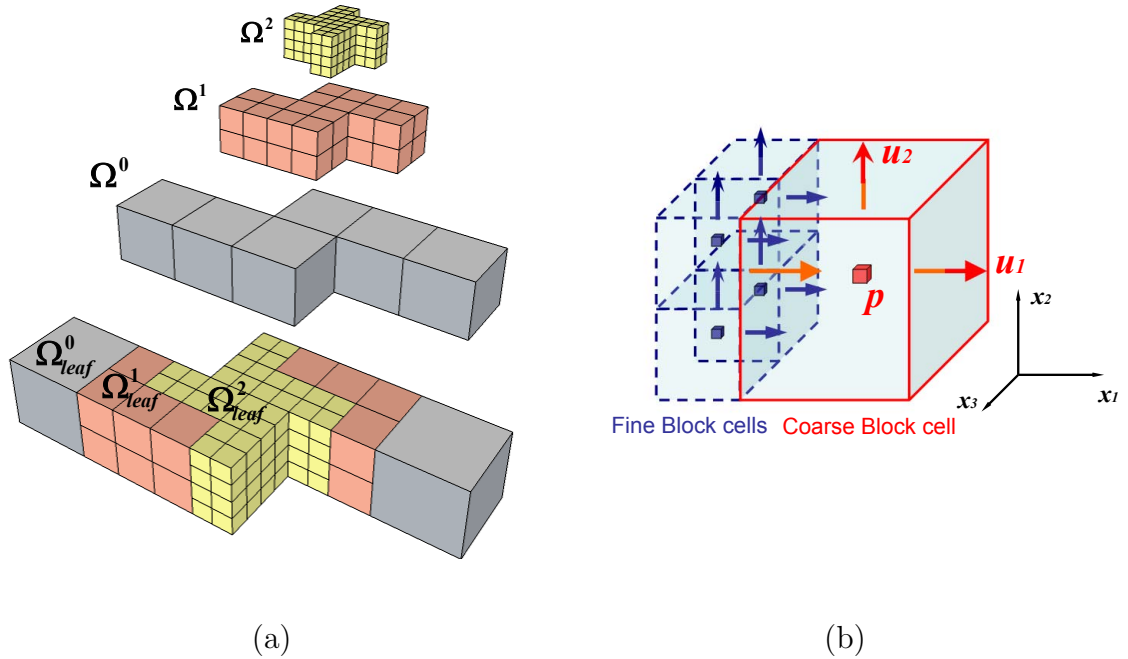 Ω²
Ω¹
Ω⁰
Ω⁰leaf
Ω¹leaf
Ω²leaf
u₂
u₁
p
x₂
x₁
x₃
Fine Block cells Coarse Block cell
(a) (b)